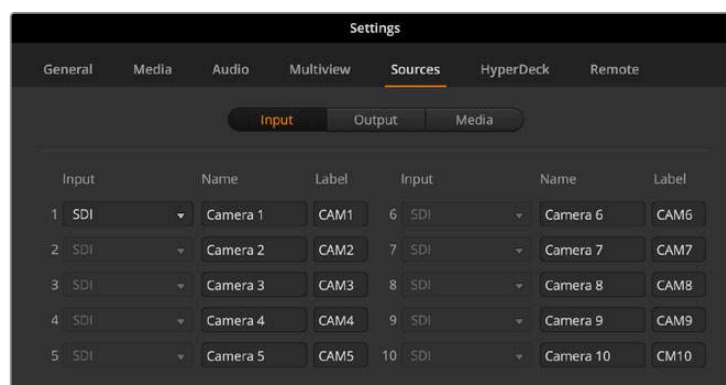 Settings
General Media Audio Multiview Sources HyperDeck Remote
Input Output Media
Input Name Label Input Name Label
1 SDI Camera 1 CAM1 6 SDI Camera 6 CAM6
2 SDI Camera 2 CAM2 7 SDI Camera 7 CAM7
3 SDI Camera 3 CAM3 8 SDI Camera 8 CAM8
4 SDI Camera 4 CAM4 9 SDI Camera 9 CAM9
5 SDI Camera 5 CAM5 10 SDI Camera 10 CM10